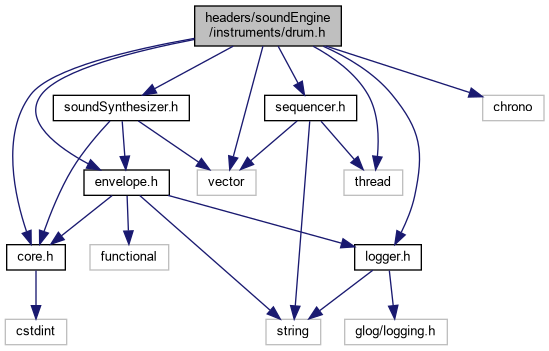 headers/soundEngine
/instruments/drum.h
soundSynthesizer.h
sequencer.h
chrono
envelope.h
vector
thread
core.h
functional
logger.h
cstdint
string
glog/logging.h